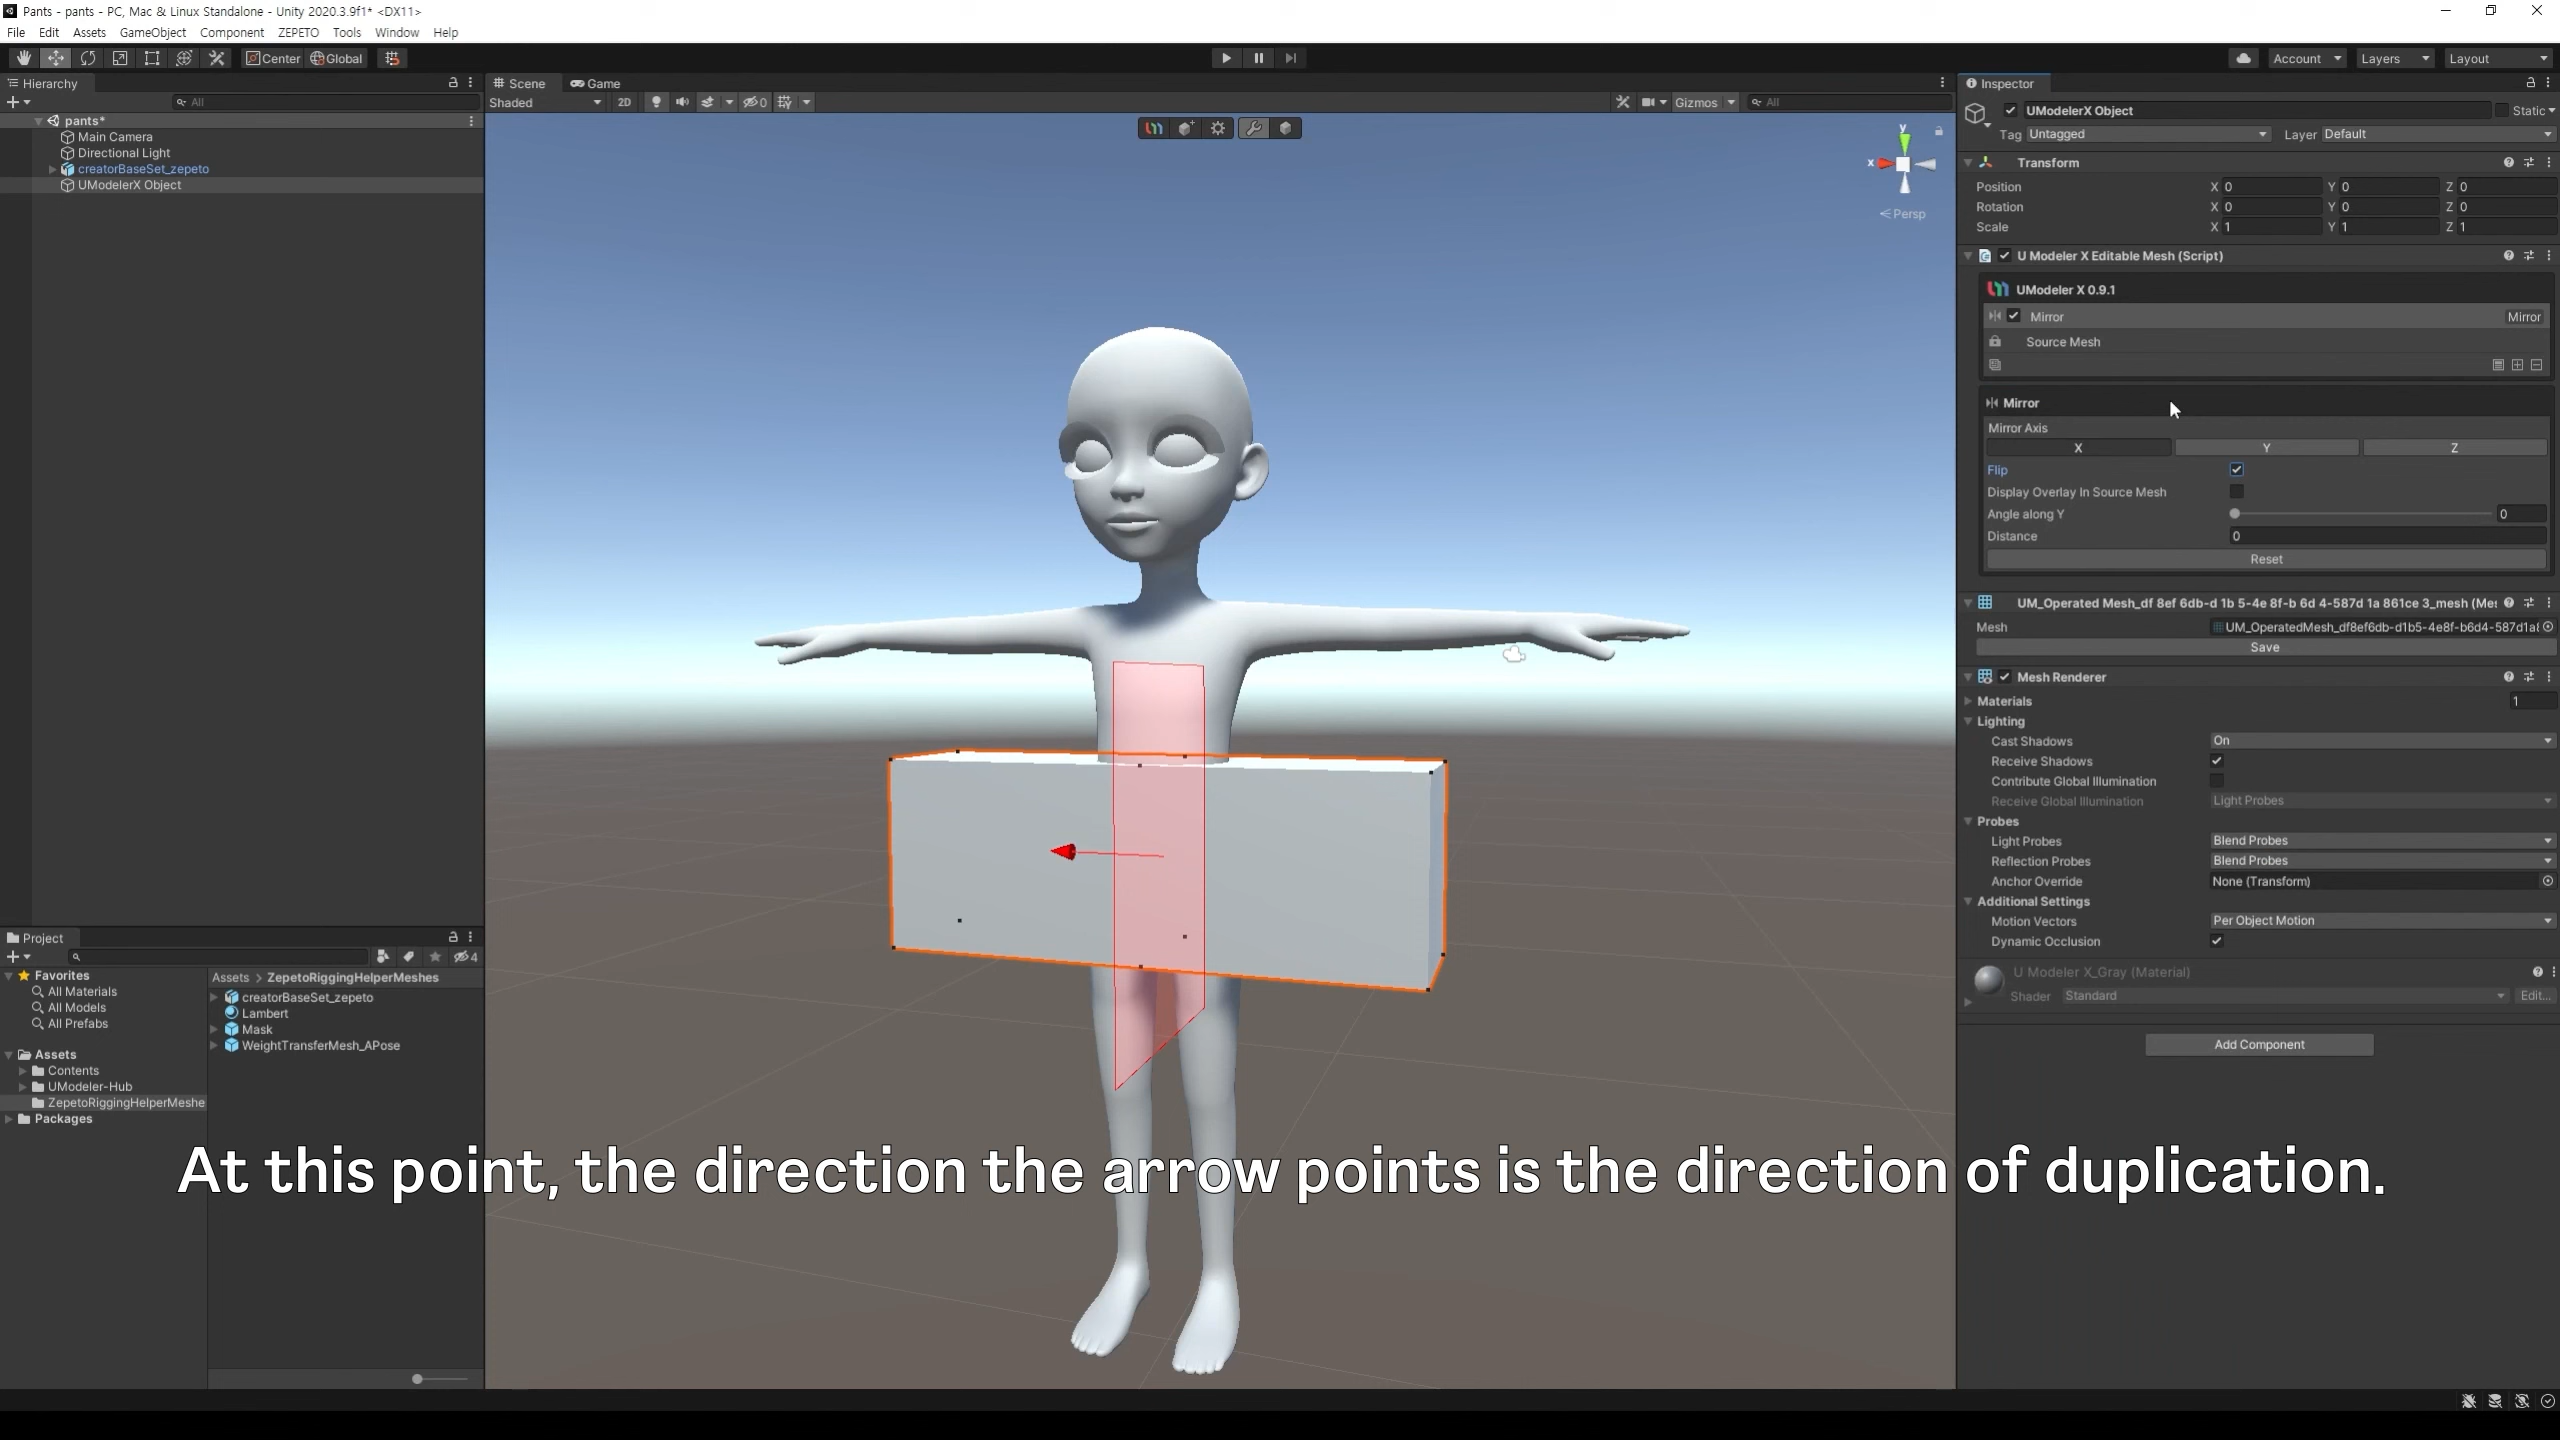 Pants - pants - PC, Mac & Linux Standalone - Unity 2020.3.9f1* <DX11>
File Edit Assets GameObject Component ZEPETO Tools Window Help
Center Global
Account Layers Layout
Hierarchy
All
pants*
Main Camera
Directional Light
creatorBaseSet_zepeto
UModelerX Object
Scene Game
Shaded 2D 0 Gizmos All
y
x
Persp
Inspector
UModelerX Object Static
Tag Untagged Layer Default
Transform
Position X 0 Y 0 Z 0
Rotation X 0 Y 0 Z 0
Scale X 1 Y 1 Z 1
U Modeler X Editable Mesh (Script)
UModeler X 0.9.1
Mirror Mirror
Source Mesh
Mirror
Mirror Axis
X Y Z
Flip
Display Overlay In Source Mesh
Angle along Y 0
Distance 0
Reset
UM_Operated Mesh_df 8ef 6db-d 1b 5-4e 8f-b 6d 4-587d 1a 861ce 3_mesh (Me
Mesh UM_OperatedMesh_df8ef6db-d1b5-4e8f-b6d4-587d1a
Save
Mesh Renderer
Materials 1
Lighting
Cast Shadows On
Receive Shadows
Contribute Global Illumination
Receive Global Illumination Light Probes
Probes
Light Probes Blend Probes
Reflection Probes Blend Probes
Anchor Override None (Transform)
Additional Settings
Motion Vectors Per Object Motion
Dynamic Occlusion
U Modeler X_Gray (Material)
Shader Standard Edit...
Add Component
Project
4
Favorites
All Materials
All Models
All Prefabs
Assets
Contents
UModeler-Hub
ZepetoRiggingHelperMeshe
Packages
Assets > ZepetoRiggingHelperMeshes
creatorBaseSet_zepeto
Lambert
Mask
WeightTransferMesh_APose
At this point, the direction the arrow points is the direction of duplication.